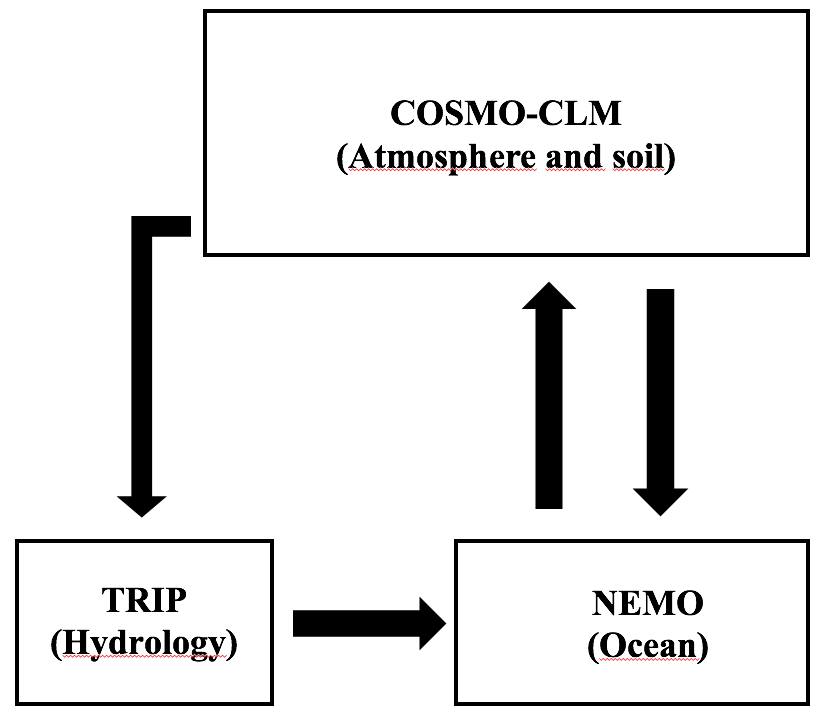 COSMO-CLM
(Atmosphere and soil)
TRIP
(Hydrology)
NEMO
(Ocean)